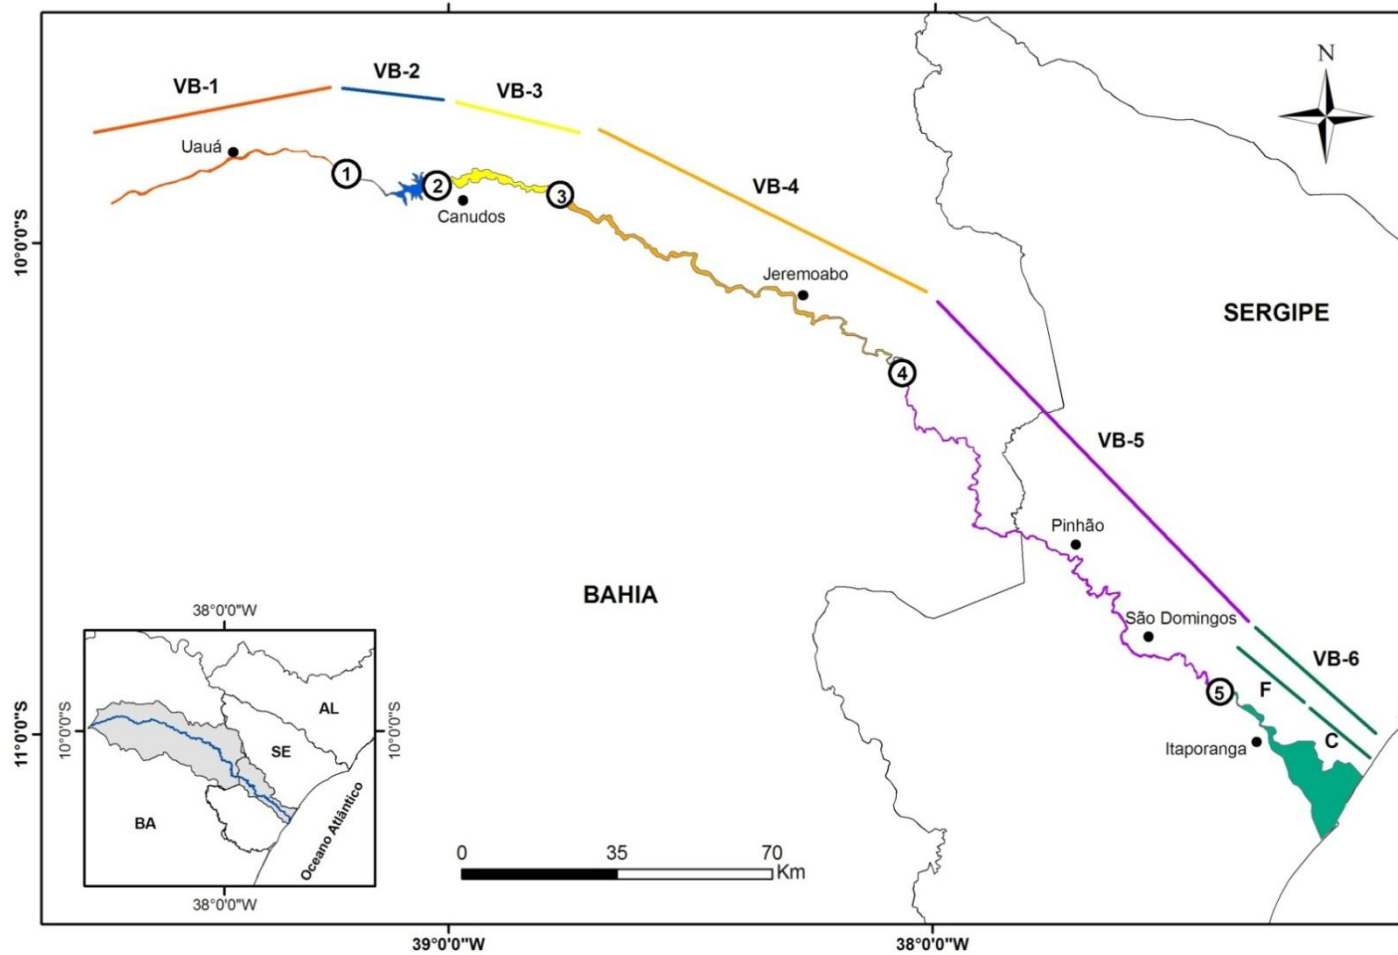 VB-1
VB-2
VB-3
N
Uauá
1
2
3
Canudos
VB-4
10°0'0"S
Jeremoabo
SERGIPE
4
VB-5
Pinhão
BAHIA
São Domingos
VB-6
F
5
C
Itaporanga
11°0'0"S
38°0'0"W
10°0'0"S
10°0'0"S
AL
SE
BA
Oceano Atlântico
38°0'0"W
0 35 70
Km
39°0'0"W
38°0'0"W